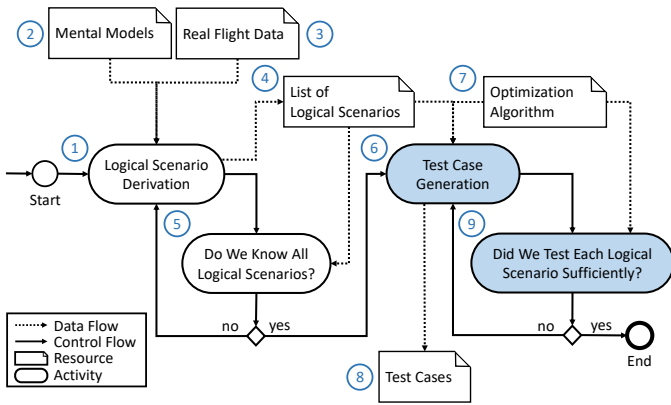 2
Mental Models
Real Flight Data
3
4
List of
Logical Scenarios
7
Optimization
Algorithm
1
Logical Scenario
Derivation
6
Test Case
Generation
Start
5
9
Do We Know All
Logical Scenarios?
Did We Test Each Logical
Scenario Sufficiently?
Data Flow
Control Flow
Resource
Activity
no
yes
no
yes
End
8
Test Cases